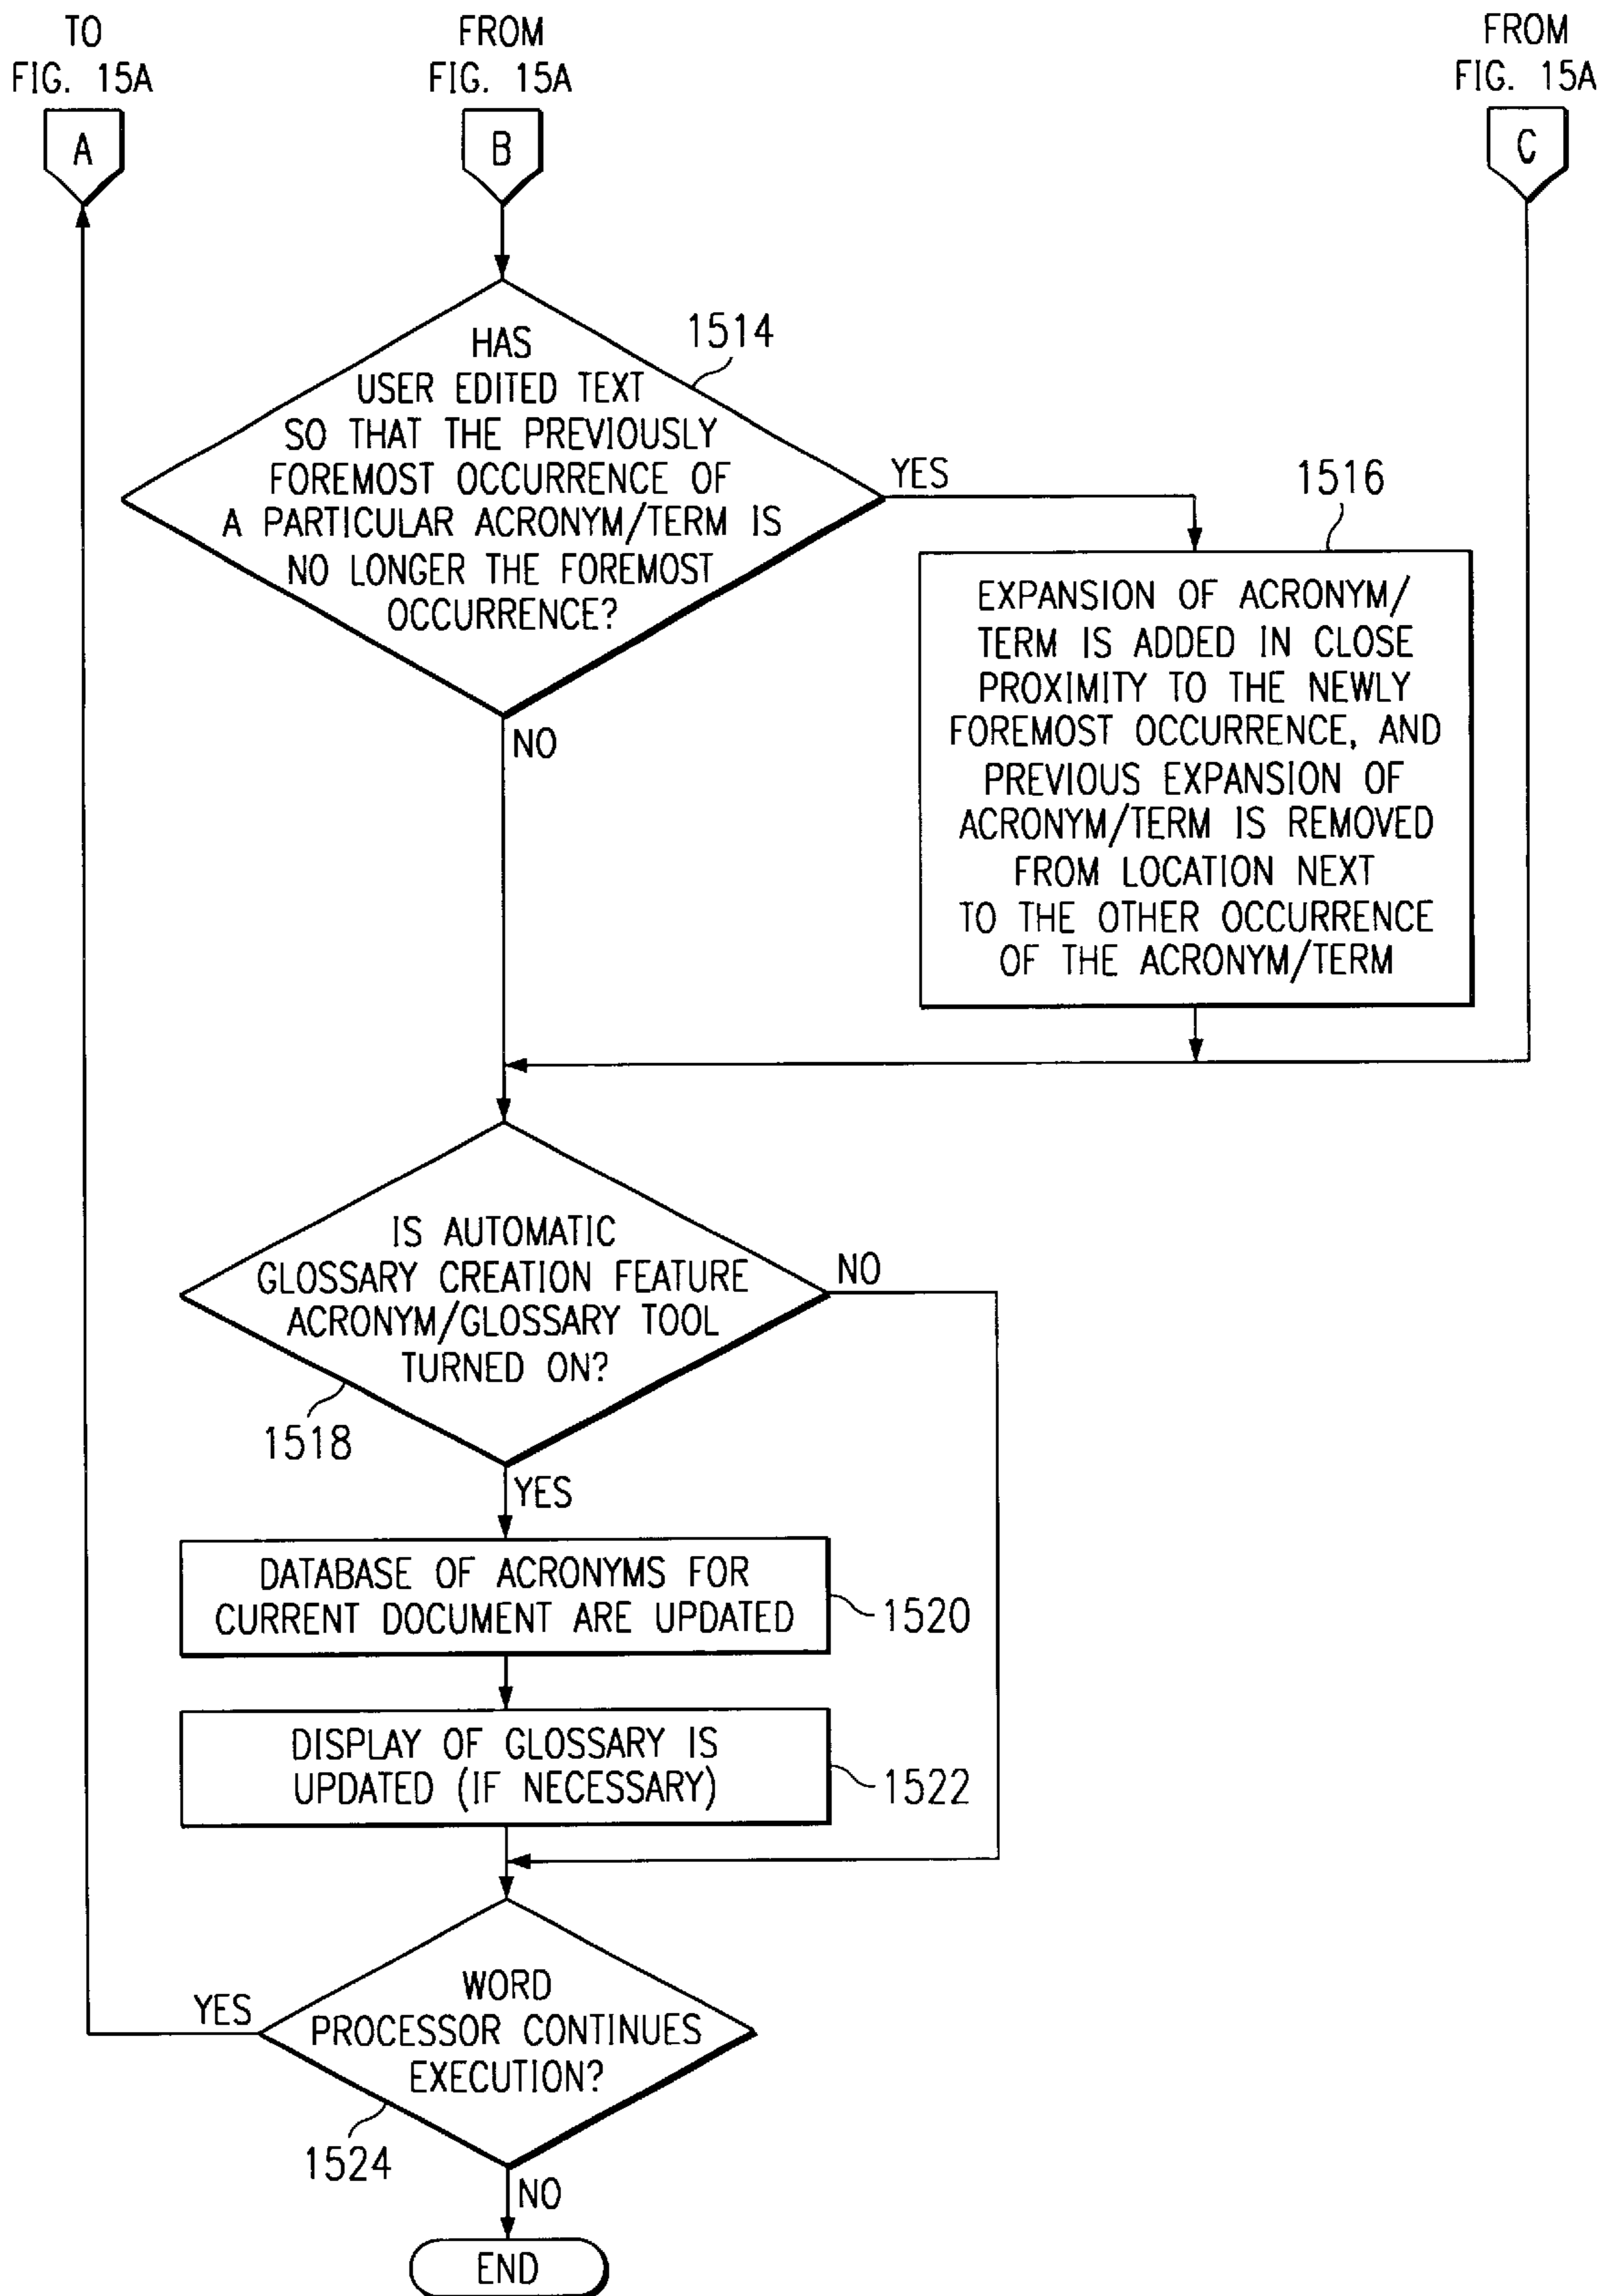 TO
FIG. 15A
A
FROM
FIG. 15A
B
FROM
FIG. 15A
C
HAS
USER EDITED TEXT
SO THAT THE PREVIOUSLY
FOREMOST OCCURRENCE OF
A PARTICULAR ACRONYM/TERM IS
NO LONGER THE FOREMOST
OCCURRENCE?
1514
YES
NO
1516
EXPANSION OF ACRONYM/
TERM IS ADDED IN CLOSE
PROXIMITY TO THE NEWLY
FOREMOST OCCURRENCE, AND
PREVIOUS EXPANSION OF
ACRONYM/TERM IS REMOVED
FROM LOCATION NEXT
TO THE OTHER OCCURRENCE
OF THE ACRONYM/TERM
IS AUTOMATIC
GLOSSARY CREATION FEATURE
ACRONYM/GLOSSARY TOOL
TURNED ON?
NO
1518
YES
DATABASE OF ACRONYMS FOR
CURRENT DOCUMENT ARE UPDATED
1520
DISPLAY OF GLOSSARY IS
UPDATED (IF NECESSARY)
1522
WORD
PROCESSOR CONTINUES
EXECUTION?
YES
1524
NO
END